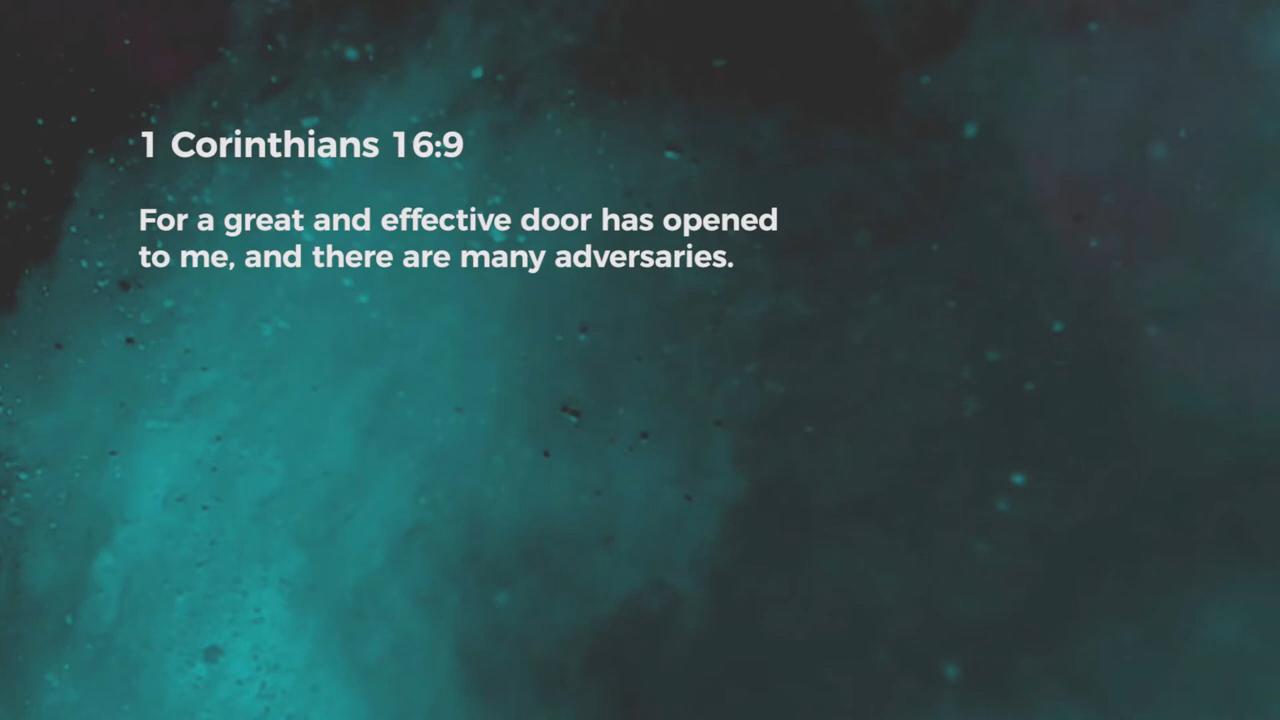 1 Corinthians 16:9
For a great and effective door has opened
to me, and there are many adversaries.